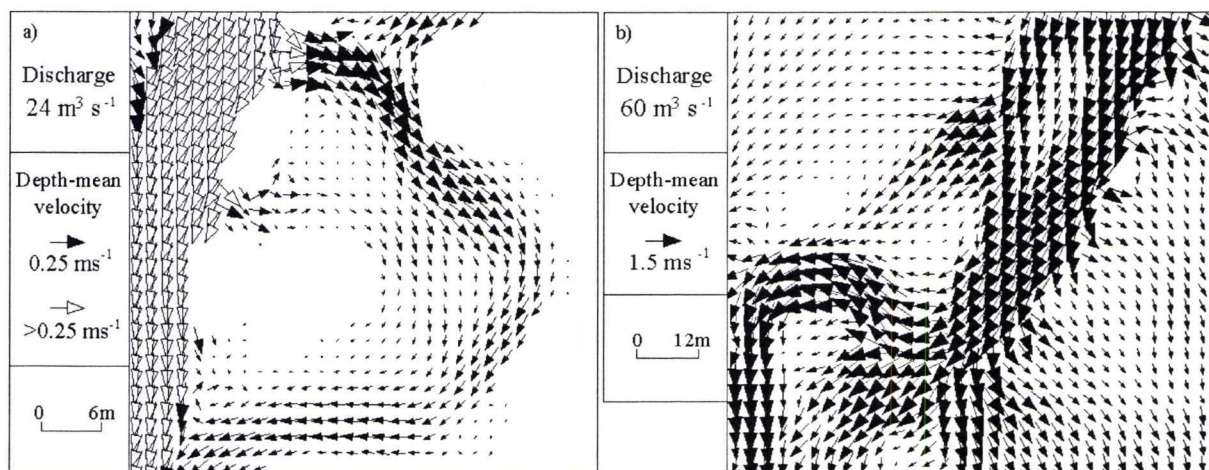 a)
Discharge
24 m³ s⁻¹
Depth-mean
velocity
0.25 ms⁻¹
>0.25 ms⁻¹
0 6m
b)
Discharge
60 m³ s⁻¹
Depth-mean
velocity
1.5 ms⁻¹
0 12m